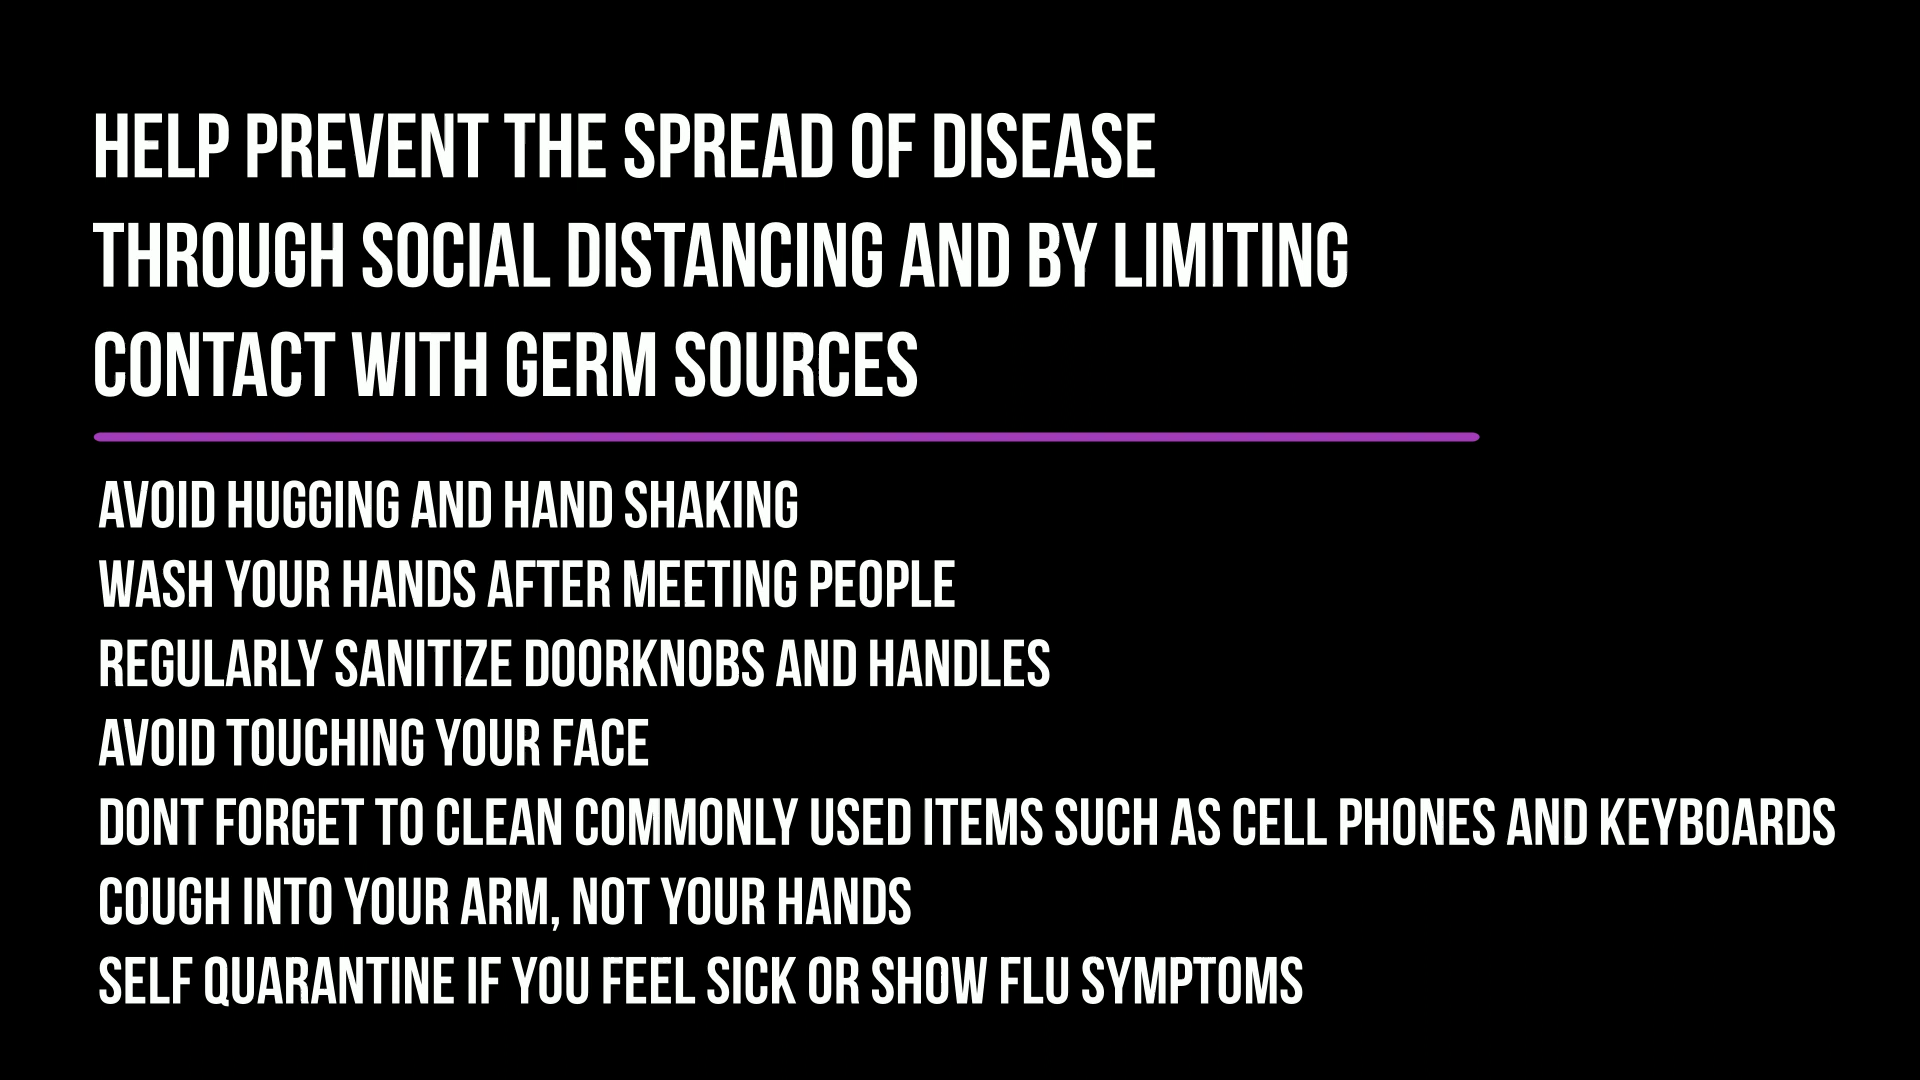 HELP PREVENT THE SPREAD OF DISEASE
THROUGH SOCIAL DISTANCING AND BY LIMITING
CONTACT WITH GERM SOURCES
AVOID HUGGING AND HAND SHAKING
WASH YOUR HANDS AFTER MEETING PEOPLE
REGULARLY SANITIZE DOORKNOBS AND HANDLES
AVOID TOUCHING YOUR FACE
DONT FORGET TO CLEAN COMMONLY USED ITEMS SUCH AS CELL PHONES AND KEYBOARDS
COUGH INTO YOUR ARM, NOT YOUR HANDS
SELF QUARANTINE IF YOU FEEL SICK OR SHOW FLU SYMPTOMS